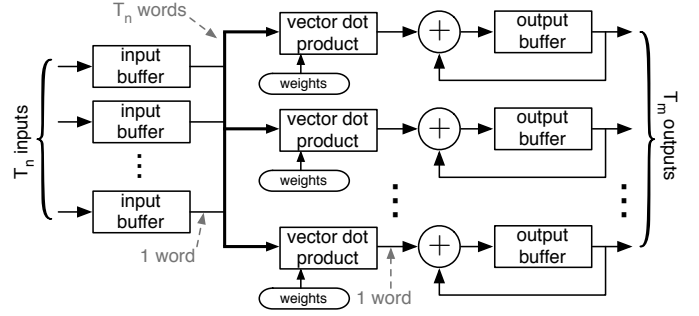 Tn words
input
buffer
input
buffer
input
buffer
Tn inputs
1 word
vector dot
product
weights
output
buffer
vector dot
product
weights
output
buffer
vector dot
product
weights
1 word
output
buffer
Tm outputs